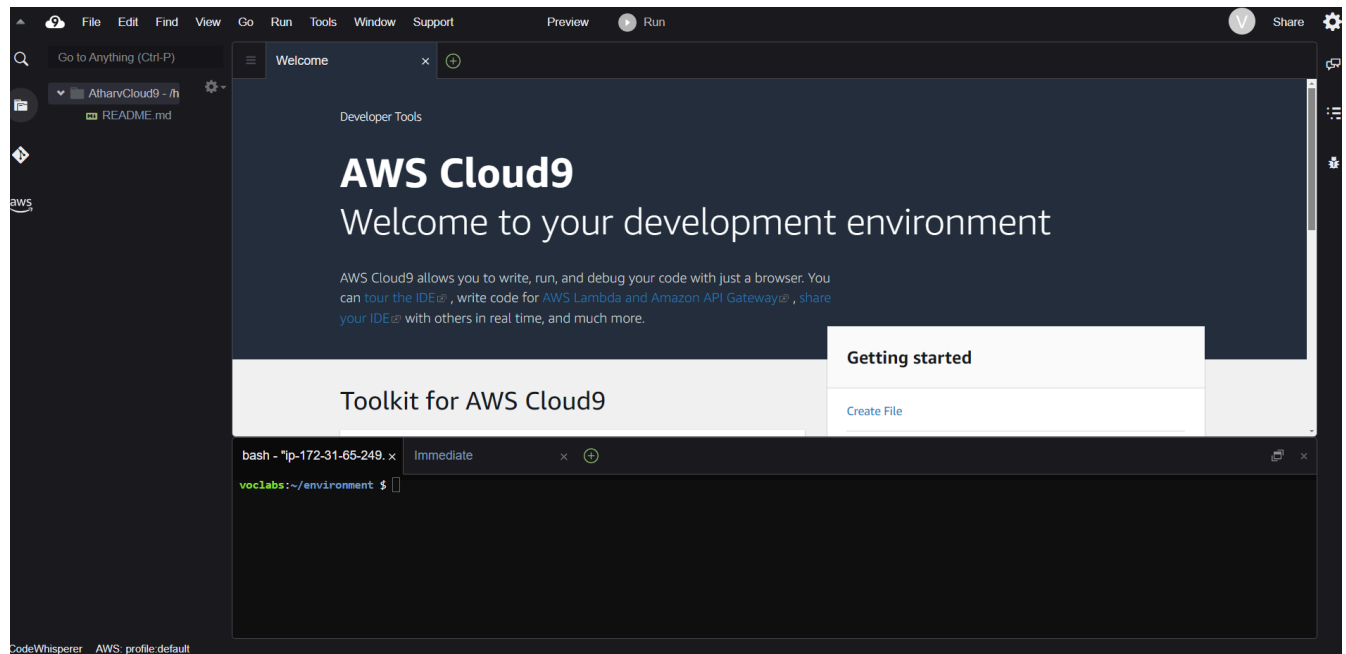 9 File Edit Find View Go Run Tools Window Support Preview Run V Share
Go to Anything (Ctrl-P)
AtharvCloud9 - /h
README.md
aws
Welcome
Developer Tools
AWS Cloud9
Welcome to your development environment
AWS Cloud9 allows you to write, run, and debug your code with just a browser. You
can tour the IDE , write code for AWS Lambda and Amazon API Gateway , share
your IDE with others in real time, and much more.
Getting started
Toolkit for AWS Cloud9
Create File
bash - "ip-172-31-65-249. Immediate
voclabs:~/environment $
CodeWhisperer AWS: profile:default